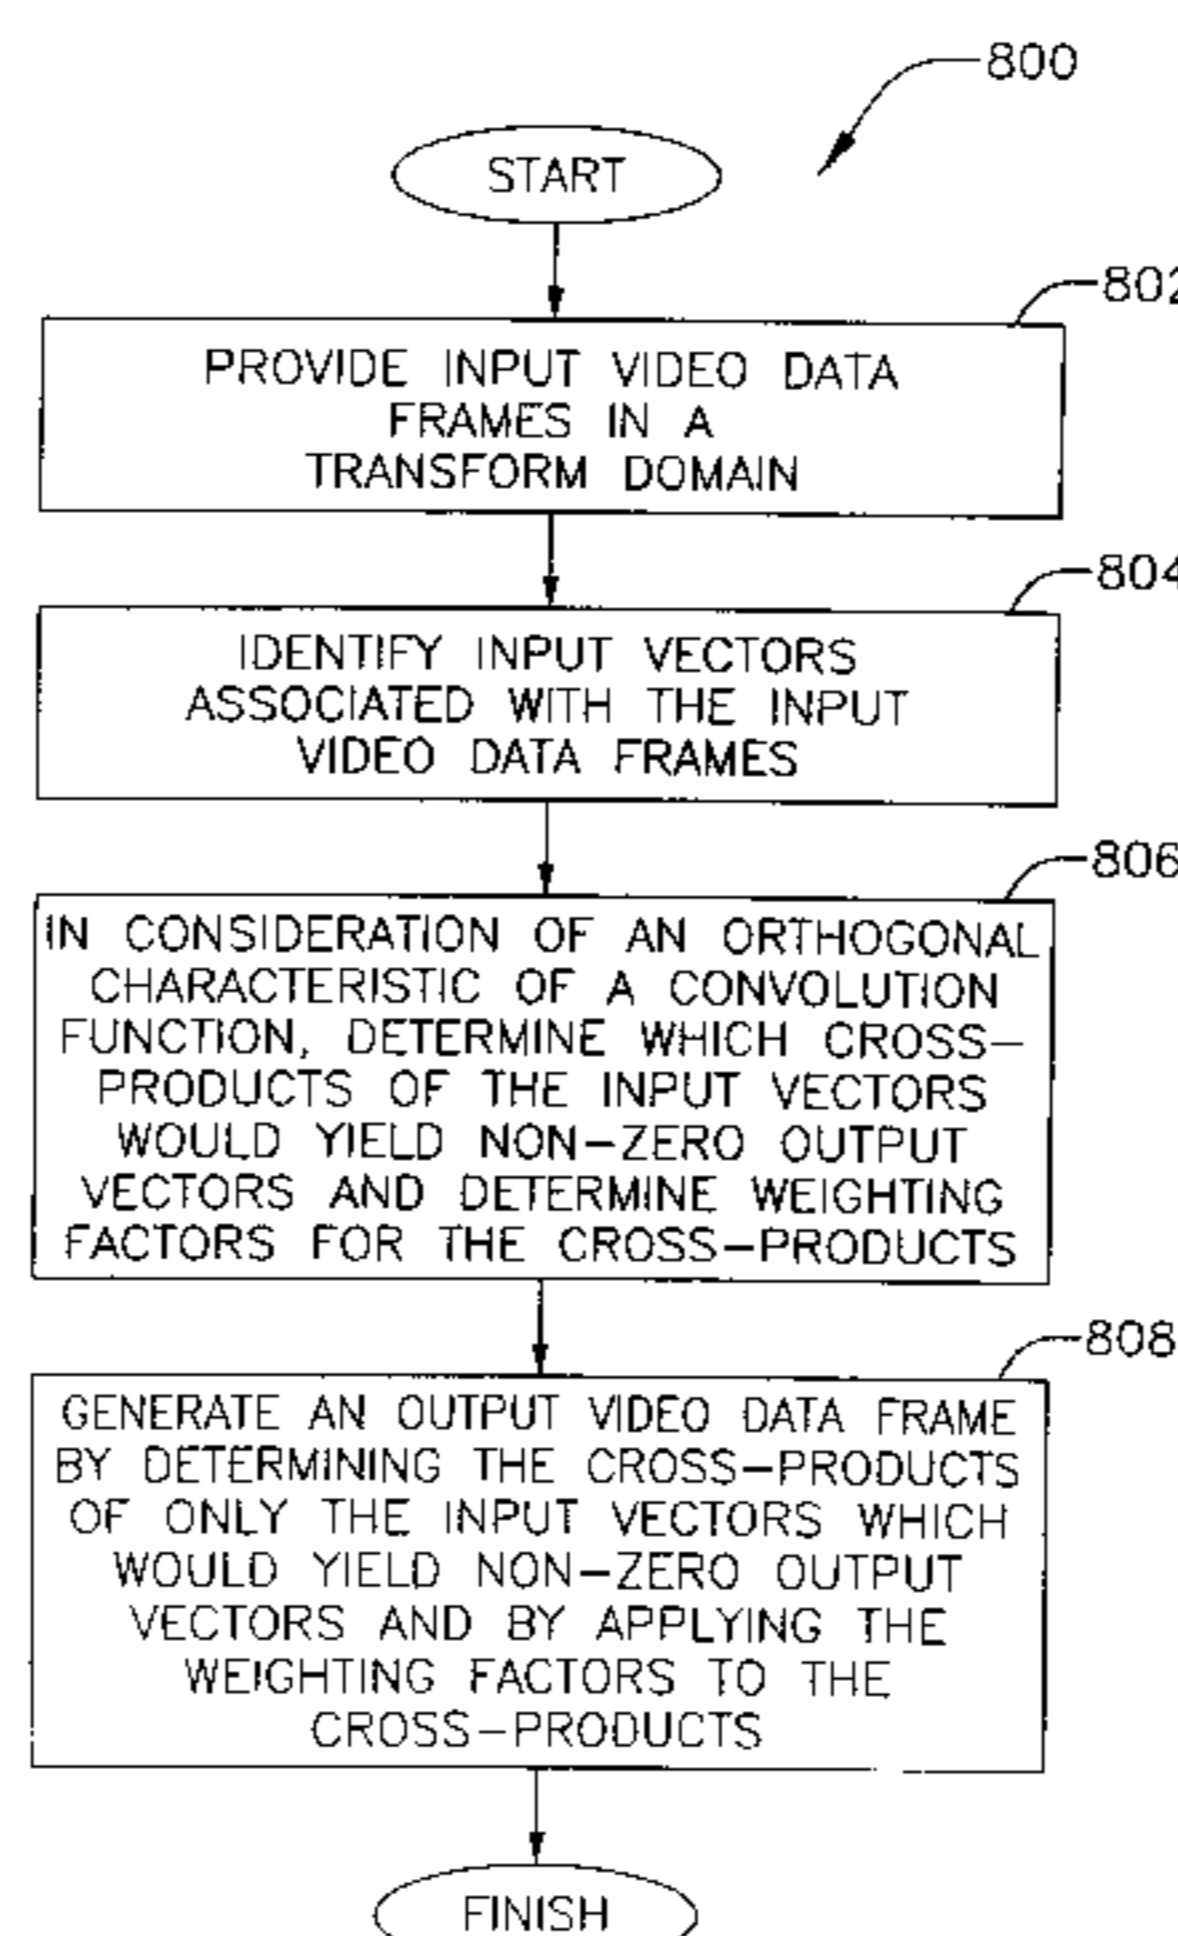 800
START
802
PROVIDE INPUT VIDEO DATA
FRAMES IN A
TRANSFORM DOMAIN
804
IDENTIFY INPUT VECTORS
ASSOCIATED WITH THE INPUT
VIDEO DATA FRAMES
806
IN CONSIDERATION OF AN ORTHOGONAL
CHARACTERISTIC OF A CONVOLUTION
FUNCTION, DETERMINE WHICH CROSS-
PRODUCTS OF THE INPUT VECTORS
WOULD YIELD NON-ZERO OUTPUT
VECTORS AND DETERMINE WEIGHTING
FACTORS FOR THE CROSS-PRODUCTS
808
GENERATE AN OUTPUT VIDEO DATA FRAME
BY DETERMINING THE CROSS-PRODUCTS
OF ONLY THE INPUT VECTORS WHICH
WOULD YIELD NON-ZERO OUTPUT
VECTORS AND BY APPLYING THE
WEIGHTING FACTORS TO THE
CROSS-PRODUCTS
FINISH